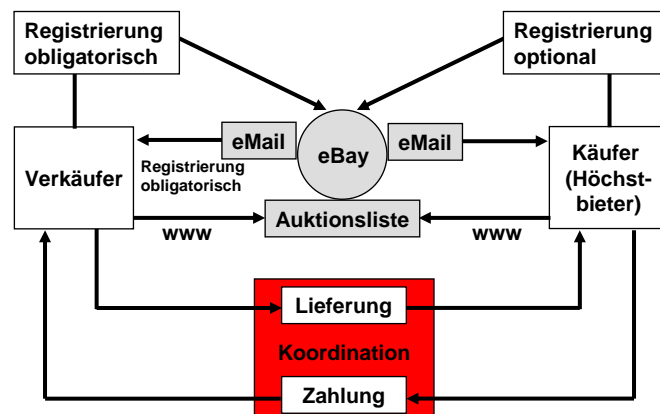 Registrierung
obligatorisch
Registrierung
optional
eMail
eBay
eMail
Verkäufer
Registrierung
obligatorisch
Käufer
(Höchst-
bieter)
Auktionsliste
www
www
Lieferung
Koordination
Zahlung